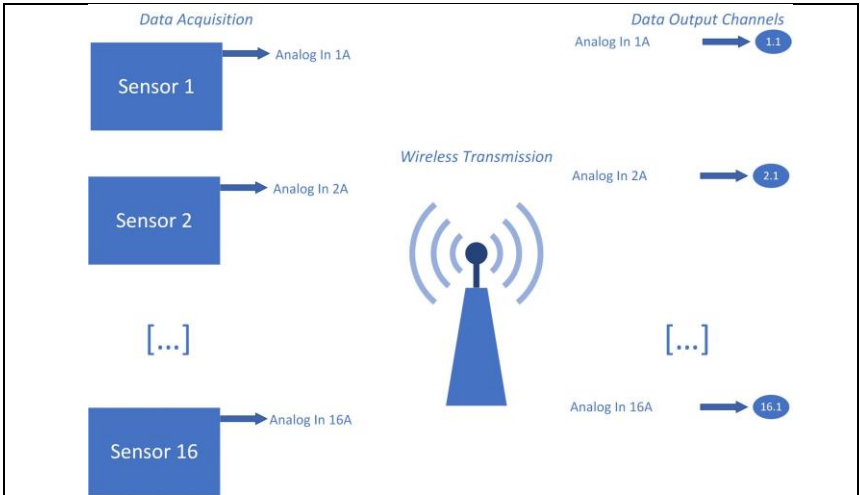 Data Acquisition
Data Output Channels
Sensor 1
Analog In 1A
Analog In 1A
1.1
Wireless Transmission
Sensor 2
Analog In 2A
Analog In 2A
2.1
[...]
[...]
Sensor 16
Analog In 16A
Analog In 16A
16.1